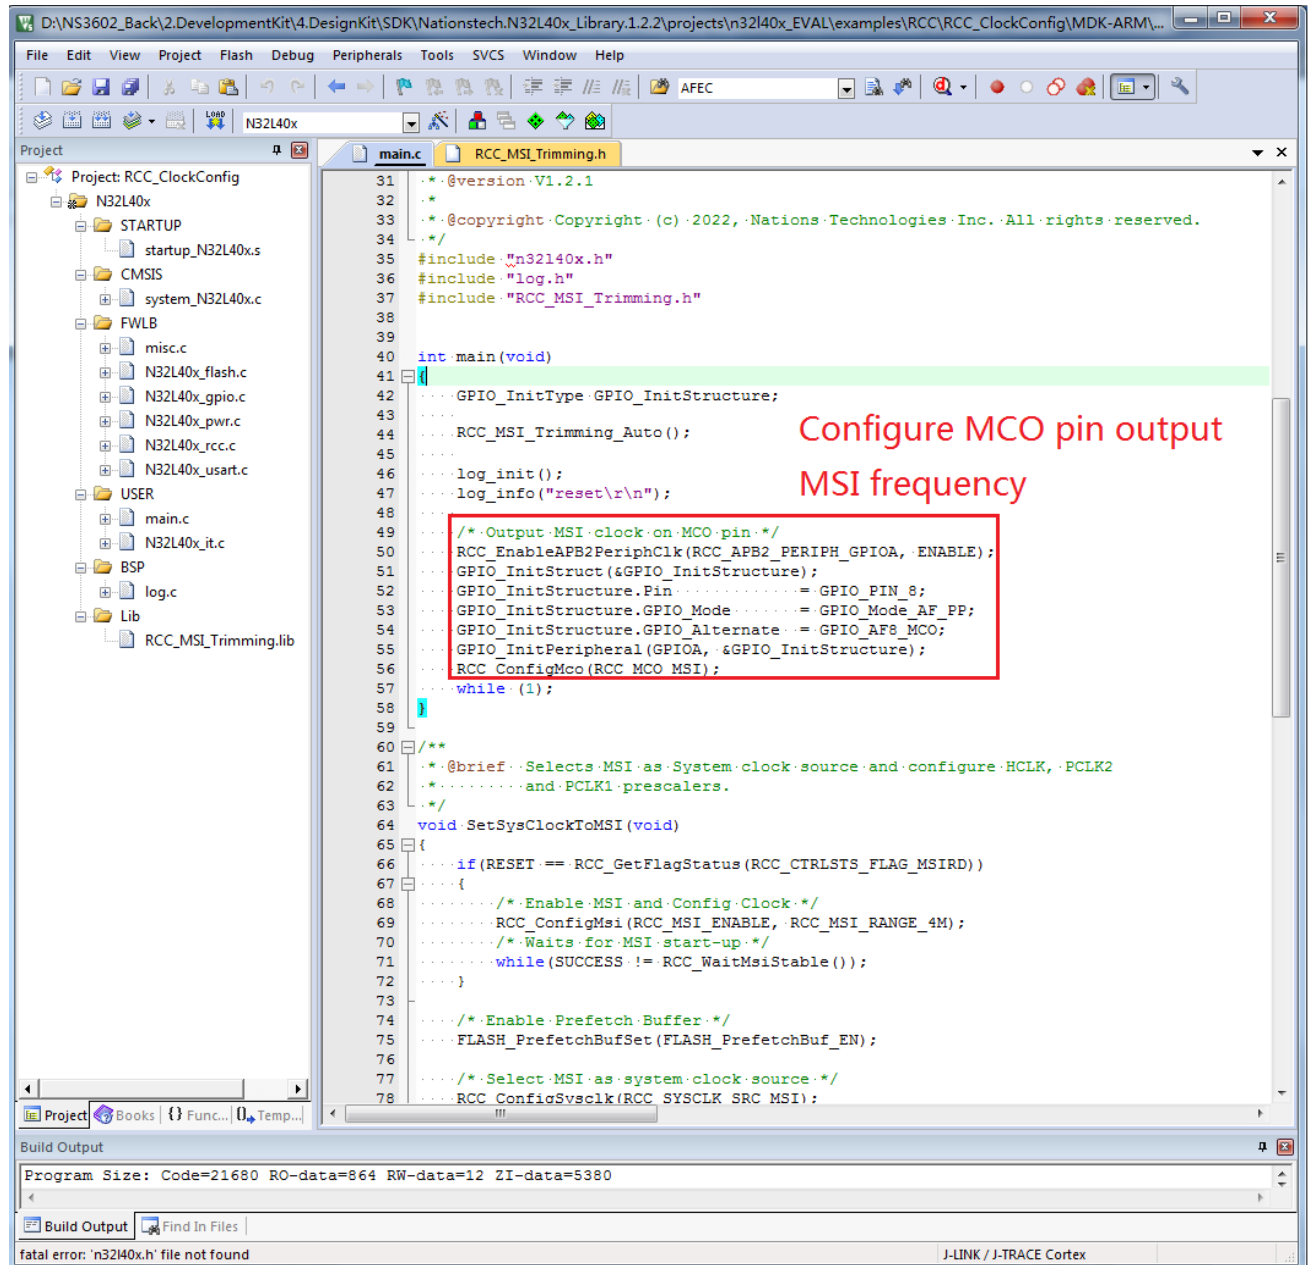 D:\NS3602_Back\2.DevelopmentKit\4.DesignKit\SDK\Nationstech.N32L40x_Library.1.2.2\projects\n32l40x_EVAL\examples\RCC\RCC_ClockConfig\MDK-ARM\...
File Edit View Project Flash Debug Peripherals Tools SVCS Window Help
AFEC
LOAD N32L40x
Project
main.c RCC_MSI_Trimming.h
Project: RCC_ClockConfig
N32L40x
STARTUP
startup_N32L40x.s
CMSIS
system_N32L40x.c
FWLB
misc.c
N32L40x_flash.c
N32L40x_gpio.c
N32L40x_pwr.c
N32L40x_rcc.c
N32L40x_usart.c
USER
main.c
N32L40x_it.c
BSP
log.c
Lib
RCC_MSI_Trimming.lib
31 * @version V1.2.1
32 *
33 * @copyright Copyright (c) 2022, Nations Technologies Inc. All rights reserved.
34 */
35 #include "n32l40x.h"
36 #include "log.h"
37 #include "RCC_MSI_Trimming.h"
38
39
40 int main(void)
41 {
42 GPIO_InitType GPIO_InitStructure;
43
44 RCC_MSI_Trimming_Auto();
45
46 log_init();
47 log_info("reset\r\n");
48
49 /* Output MSI clock on MCO pin */
50 RCC_EnableAPB2PeriphClk(RCC_APB2_PERIPH_GPIOA, ENABLE);
51 GPIO_InitStruct(&GPIO_InitStructure);
52 GPIO_InitStructure.Pin = GPIO_PIN_8;
53 GPIO_InitStructure.GPIO_Mode = GPIO_Mode_AF_PP;
54 GPIO_InitStructure.GPIO_Alternate = GPIO_AF8_MCO;
55 GPIO_InitPeripheral(GPIOA, &GPIO_InitStructure);
56 RCC_ConfigMco(RCC_MCO_MSI);
57 while (1);
58 }
59
60 /**
61 * @brief Selects MSI as System clock source and configure HCLK, PCLK2
62 * and PCLK1 prescalers.
63 */
64 void SetSysClockToMSI(void)
65 {
66 if(RESET == RCC_GetFlagStatus(RCC_CTRLSTS_FLAG_MSIRD))
67 {
68 /* Enable MSI and Config Clock */
69 RCC_ConfigMsi(RCC_MSI_ENABLE, RCC_MSI_RANGE_4M);
70 /* Waits for MSI start-up */
71 while(SUCCESS != RCC_WaitMsiStable());
72 }
73
74 /* Enable Prefetch Buffer */
75 FLASH_PrefetchBufSet(FLASH_PrefetchBuf_EN);
76
77 /* Select MSI as system clock source */
78 RCC_ConfigSysclk(RCC_SYSCLK_SRC_MSI);
Configure MCO pin output
MSI frequency
Project Books {} Func... 0 Temp...
Build Output
Program Size: Code=21680 RO-data=864 RW-data=12 ZI-data=5380
Build Output Find In Files
fatal error: 'n32l40x.h' file not found J-LINK / J-TRACE Cortex